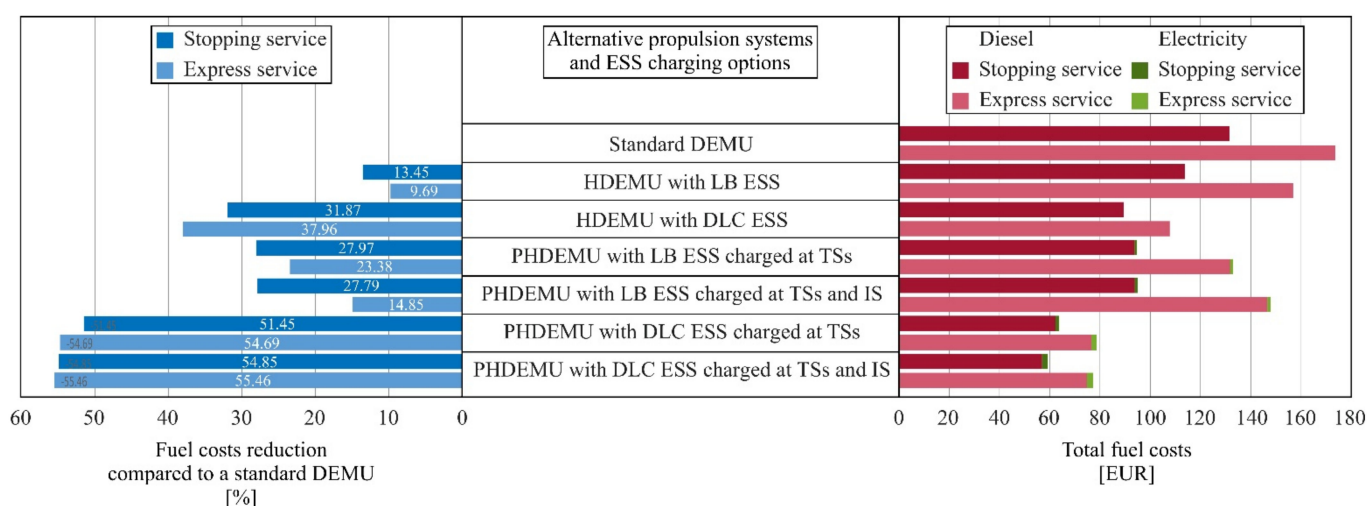 Stopping service
Express service
Alternative propulsion systems
and ESS charging options
Diesel Electricity
Stopping service Stopping service
Express service Express service
Standard DEMU
13.45
HDEMU with LB ESS
9.69
31.87
HDEMU with DLC ESS
37.96
27.97
PHDEMU with LB ESS charged at TSs
23.38
27.79
PHDEMU with LB ESS charged at TSs and IS
14.85
51.45
PHDEMU with DLC ESS charged at TSs
-54.69 54.69
54.85
PHDEMU with DLC ESS charged at TSs and IS
-55.46 55.46
60 50 40 30 20 10 0 0 20 40 60 80 100 120 140 160 180
Fuel costs reduction
compared to a standard DEMU
[%]
Total fuel costs
[EUR]